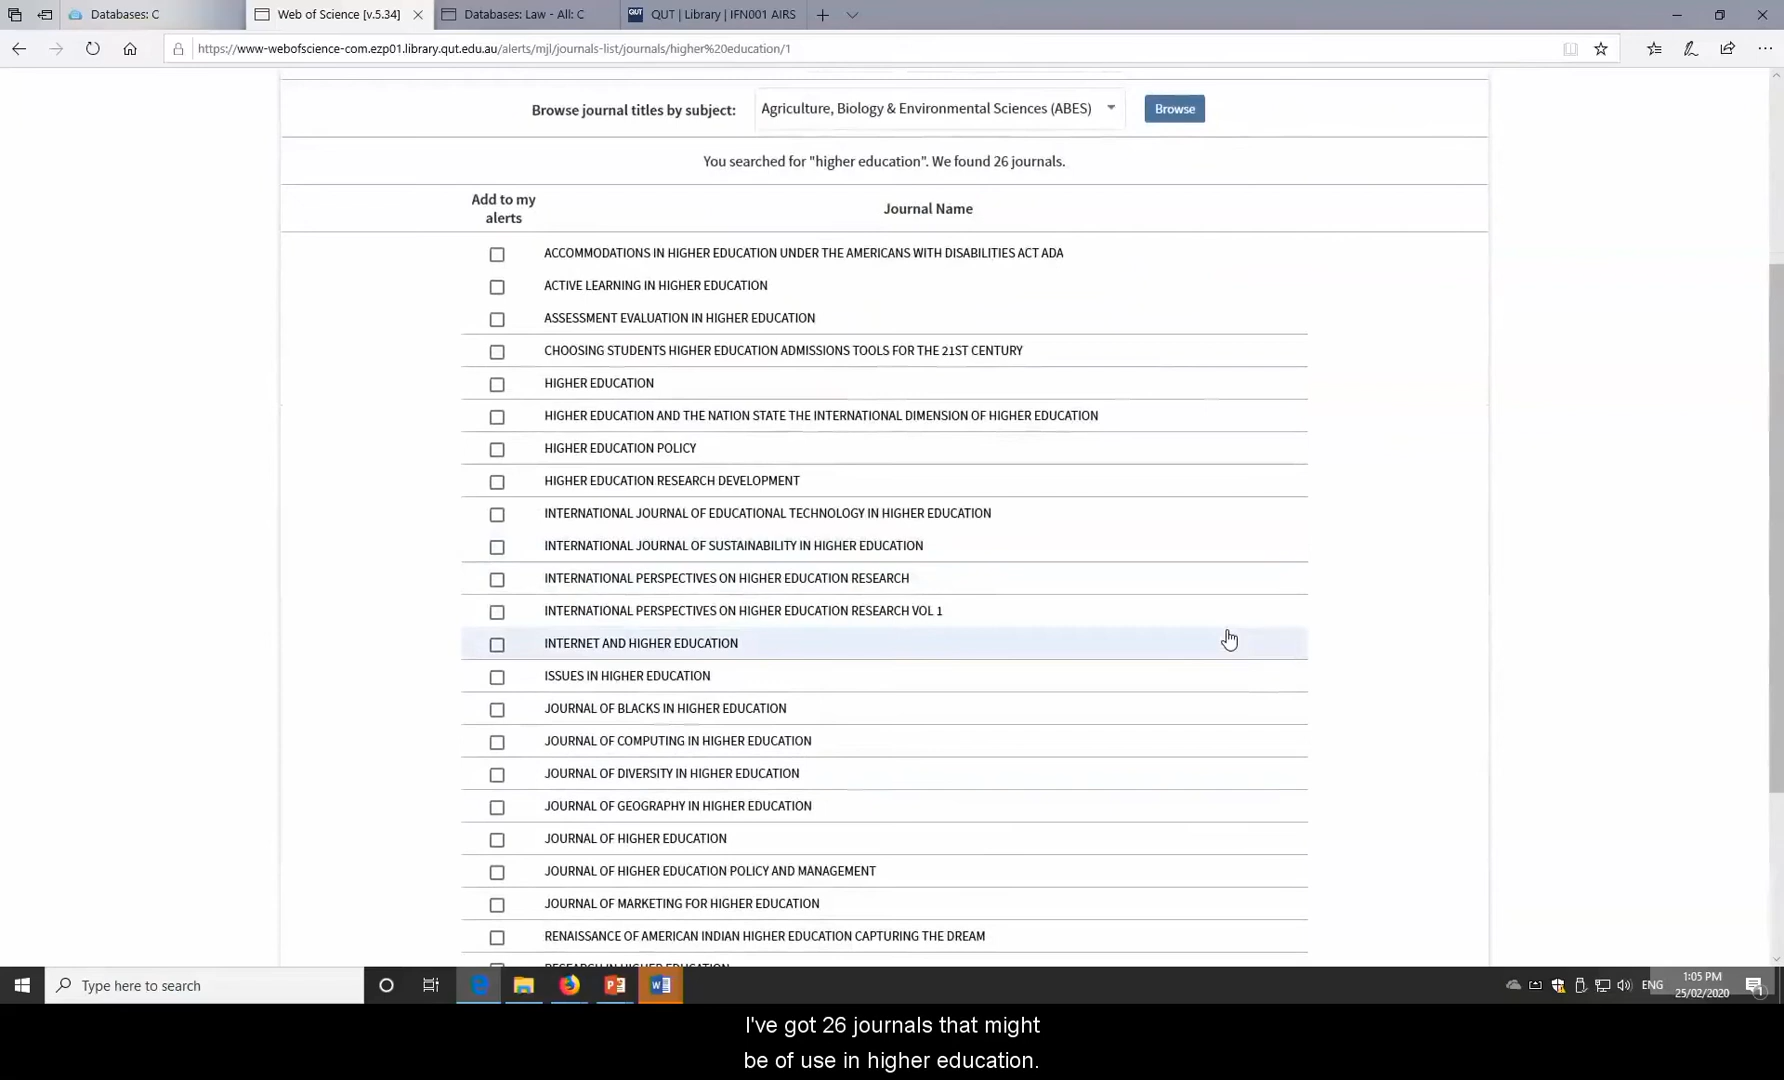 Databases: C
Web of Science [v.5.34]
Databases: Law - All: C
QUT | Library | IFN001 AIRS
https://www-webofscience-com.ezp01.library.qut.edu.au/alerts/mjl/journals-list/journals/higher%20education/1
Browse journal titles by subject: Agriculture, Biology & Environmental Sciences (ABES) Browse
You searched for "higher education". We found 26 journals.
Add to my alerts
Journal Name
ACCOMMODATIONS IN HIGHER EDUCATION UNDER THE AMERICANS WITH DISABILITIES ACT ADA
ACTIVE LEARNING IN HIGHER EDUCATION
ASSESSMENT EVALUATION IN HIGHER EDUCATION
CHOOSING STUDENTS HIGHER EDUCATION ADMISSIONS TOOLS FOR THE 21ST CENTURY
HIGHER EDUCATION
HIGHER EDUCATION AND THE NATION STATE THE INTERNATIONAL DIMENSION OF HIGHER EDUCATION
HIGHER EDUCATION POLICY
HIGHER EDUCATION RESEARCH DEVELOPMENT
INTERNATIONAL JOURNAL OF EDUCATIONAL TECHNOLOGY IN HIGHER EDUCATION
INTERNATIONAL JOURNAL OF SUSTAINABILITY IN HIGHER EDUCATION
INTERNATIONAL PERSPECTIVES ON HIGHER EDUCATION RESEARCH
INTERNATIONAL PERSPECTIVES ON HIGHER EDUCATION RESEARCH VOL 1
INTERNET AND HIGHER EDUCATION
ISSUES IN HIGHER EDUCATION
JOURNAL OF BLACKS IN HIGHER EDUCATION
JOURNAL OF COMPUTING IN HIGHER EDUCATION
JOURNAL OF DIVERSITY IN HIGHER EDUCATION
JOURNAL OF GEOGRAPHY IN HIGHER EDUCATION
JOURNAL OF HIGHER EDUCATION
JOURNAL OF HIGHER EDUCATION POLICY AND MANAGEMENT
JOURNAL OF MARKETING FOR HIGHER EDUCATION
RENAISSANCE OF AMERICAN INDIAN HIGHER EDUCATION CAPTURING THE DREAM
RESEARCH IN HIGHER EDUCATION
Type here to search
ENG
1:05 PM
25/02/2020
I've got 26 journals that might
be of use in higher education.